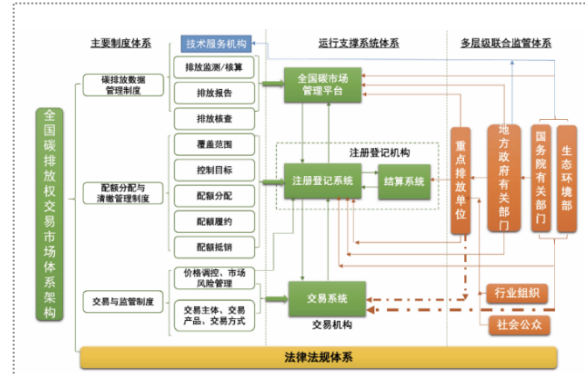 主要制度体系
技术服务机构
运行支撑系统体系
多层级联合监管体系
全国碳排放权交易市场体系架构
碳排放数据
管理制度
排放监测/核算
排放报告
排放核查
配额分配与
清缴管理制度
覆盖范围
控制目标
配额分配
配额履约
配额抵销
交易与监管制度
价格调控、市场
风险管理
交易主体、交易
产品、交易方式
全国碳市场
管理平台
注册登记机构
注册登记系统
结算系统
交易系统
交易机构
重点排放单位
地方政府有关部门
国务院有关部门
生态环境部
行业组织
社会公众
法律法规体系